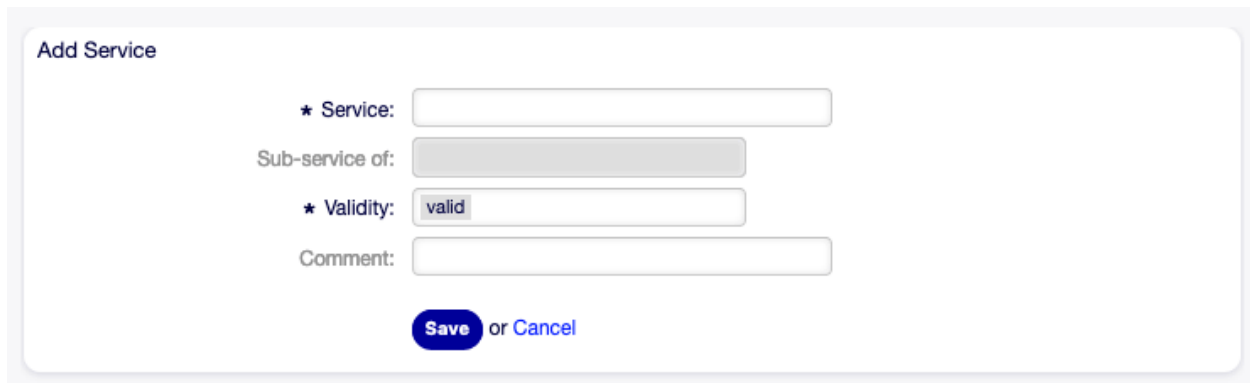 Add Service
★ Service:
Sub-service of:
★ Validity: valid
Comment:
Save or Cancel